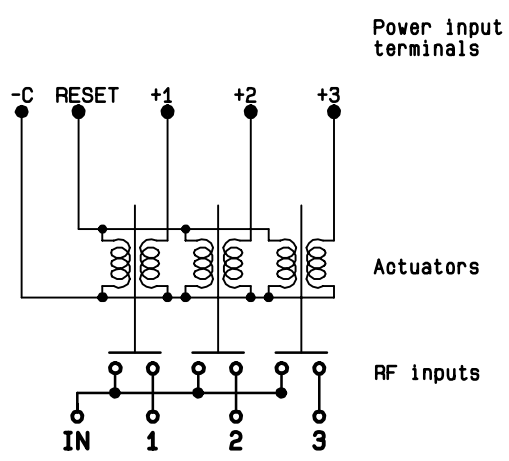 Power input
terminals
-C RESET +1 +2 +3
Actuators
RF inputs
IN 1 2 3